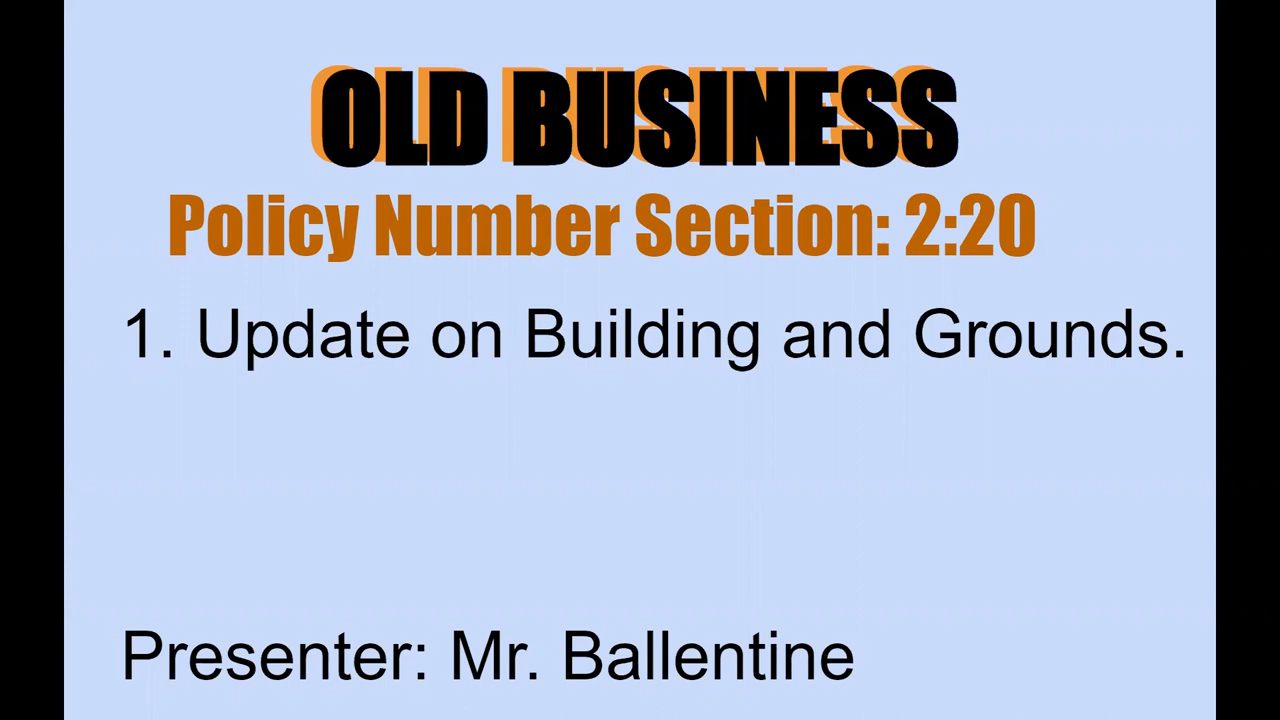 OLD BUSINESS
Policy Number Section: 2:20
1. Update on Building and Grounds.
Presenter: Mr. Ballentine